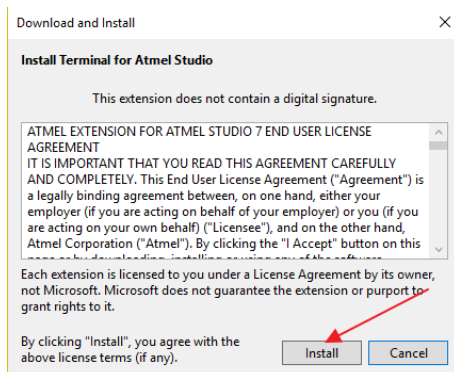 Download and Install
Install Terminal for Atmel Studio
This extension does not contain a digital signature.
ATMEL EXTENSION FOR ATMEL STUDIO 7 END USER LICENSE
AGREEMENT
IT IS IMPORTANT THAT YOU READ THIS AGREEMENT CAREFULLY
AND COMPLETELY. This End User License Agreement ("Agreement") is
a legally binding agreement between, on one hand, either your
employer (if you are acting on behalf of your employer) or you (if you
are acting on your own behalf) ("Licensee"), and on the other hand,
Atmel Corporation ("Atmel"). By clicking the "I Accept" button on this
Each extension is licensed to you under a License Agreement by its owner,
not Microsoft. Microsoft does not guarantee the extension or purport to
grant rights to it.
By clicking "Install", you agree with the
above license terms (if any).
Install
Cancel